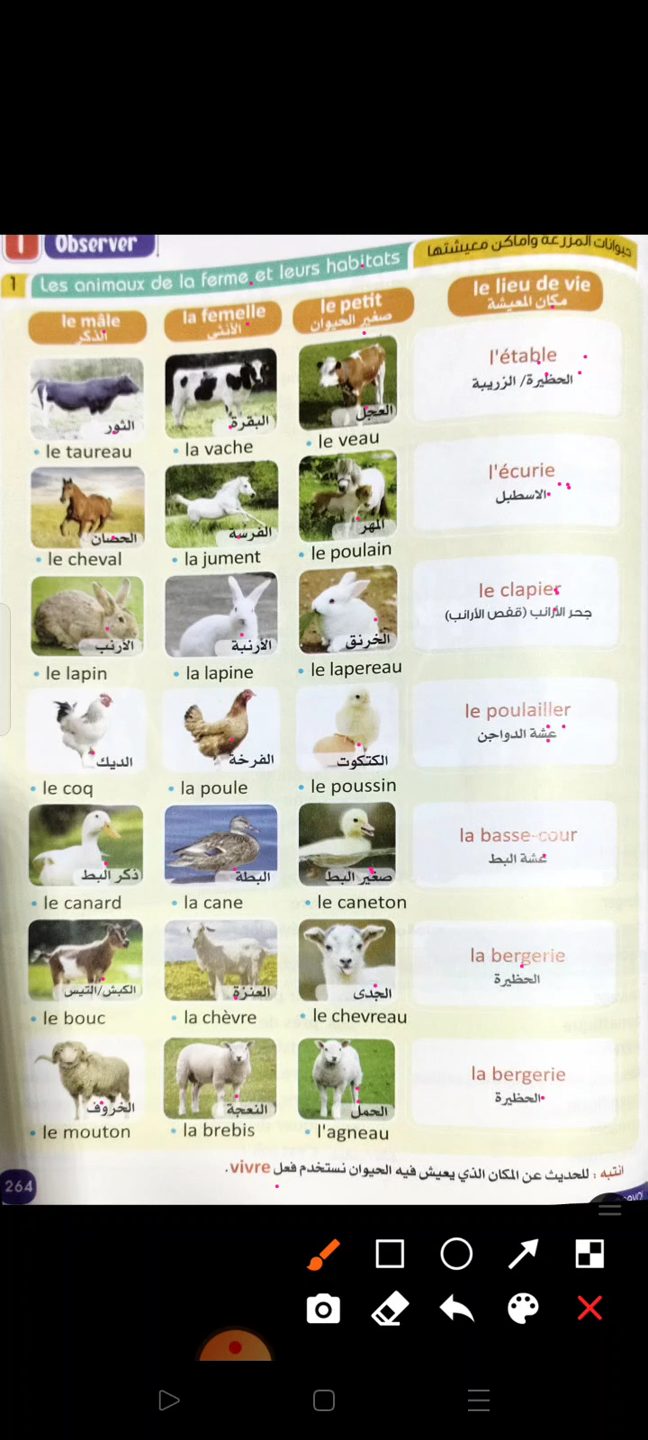 1 Observer
حيوانات المزرعة وأماكن معيشتها
1 Les animaux de la ferme et leurs habitats
le mâle la femelle le petit le lieu de vie
الذكر الأنثى صغير الحيوان مكان المعيشة
الثور البقرة العجل
• le taureau • la vache • le veau
l'étable
الحظيرة/ الزريبة
الحصان الفرسة المهر
• le cheval • la jument • le poulain
l'écurie
الاسطبل
الأرنب الأرنبة الخرنق
• le lapin • la lapine • le lapereau
le clapier
جحر الأرانب (قفص الأرانب)
الديك الفرخة الكتكوت
• le coq • la poule • le poussin
le poulailler
عشة الدواجن
ذكر البط البطة صغير البط
• le canard • la cane • le caneton
la basse-cour
عشة البط
الكبش/التيس العنزة الجدى
• le bouc • la chèvre • le chevreau
la bergerie
الحظيرة
الخروف النعجة الحمل
• le mouton • la brebis • l'agneau
la bergerie
الحظيرة
انتبه : للحديث عن المكان الذي يعيش فيه الحيوان نستخدم فعل vivre.
264